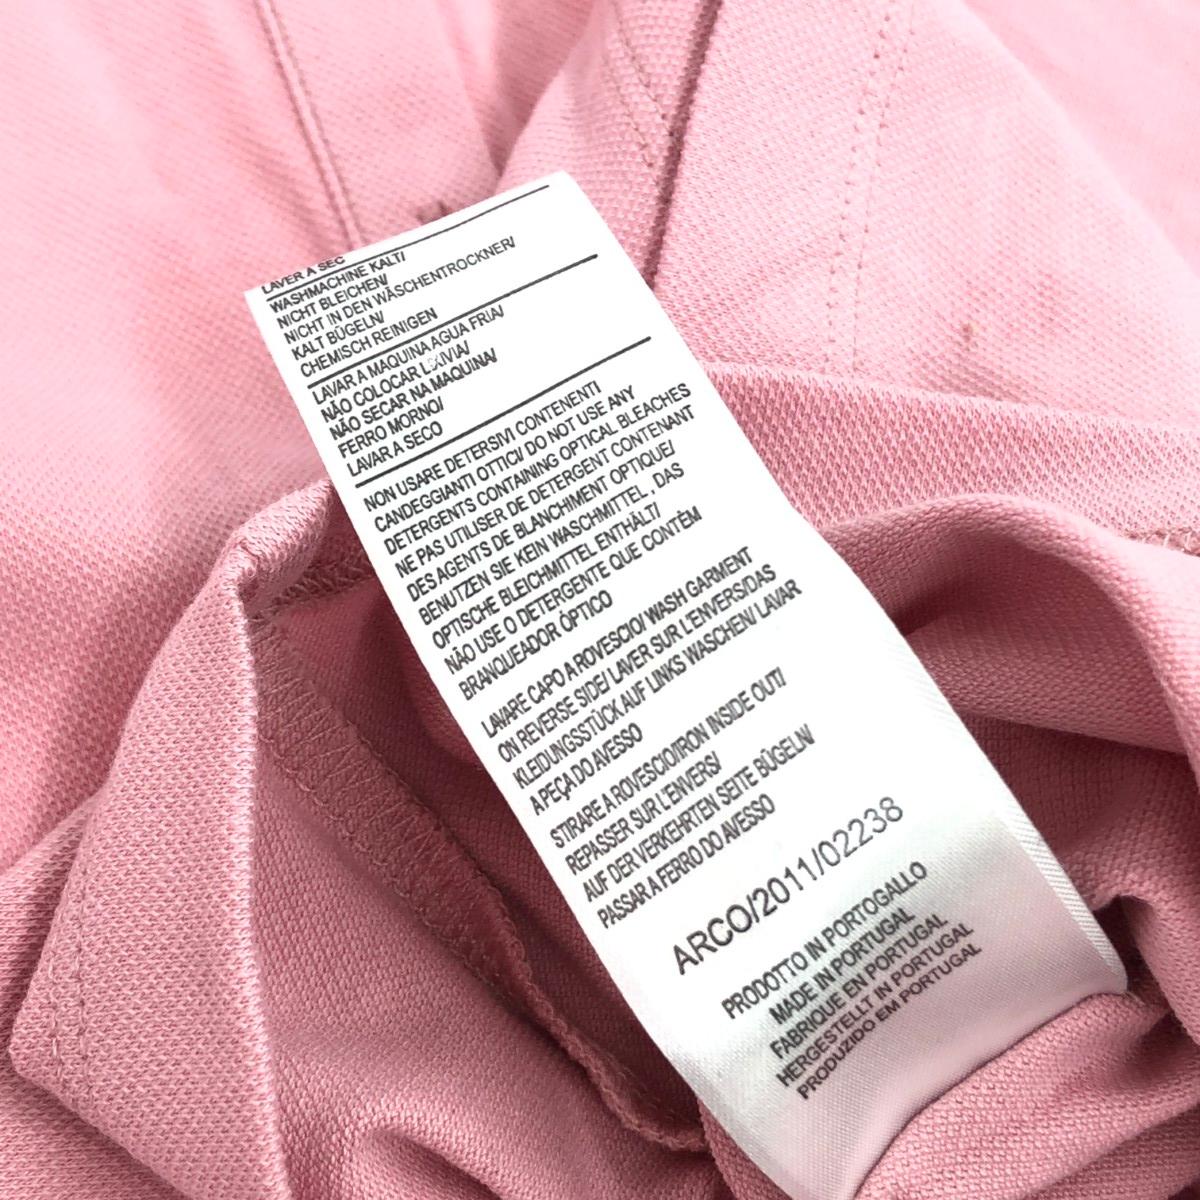 LAVER A SEC
WASHMACHINE KALT/
NICHT BLEICHEN/
NICHT IN DEN WÄSCHENTROCKNER/
KALT BÜGELN/
CHEMISCH REINIGEN
LAVAR A MAQUINA AGUA FRIA/
NÃO COLOCAR LIXIVIA/
NÃO SECAR NA MAQUINA/
FERRO MORNO/
LAVAR A SECO
NON USARE DETERSIVI CONTENENTI
CANDEGGIANTI OTTICI/ DO NOT USE ANY
DETERGENTS CONTAINING OPTICAL BLEACHES
NE PAS UTILISER DE DETERGENT CONTENANT
DES AGENTS DE BLANCHIMENT OPTIQUE/
BENUTZEN SIE KEIN WASCHMITTEL , DAS
OPTISCHE BLEICHMITTEL ENTHÄLT/
NÃO USE O DETERGENTE QUE CONTÊM
BRANQUEADOR ÓPTICO
LAVARE CAPO A ROVESCIO/ WASH GARMENT
ON REVERSE SIDE/ LAVER SUR L'ENVERS/DAS
KLEIDUNGSSTÜCK AUF LINKS WASCHEN/ LAVAR
A PEÇA DO AVESSO
STIRARE A ROVESCIO/IRON INSIDE OUT/
REPASSER SUR L'ENVERS/
AUF DER VERKEHRTEN SEITE BÜGELN/
PASSAR A FERRO DO AVESSO
ARCO/2011/02238
PRODOTTO IN PORTOGALLO
MADE IN PORTUGAL
FABRIQUE EN PORTUGAL
HERGESTELLT IN PORTUGAL
PRODUZIDO EM PORTUGAL